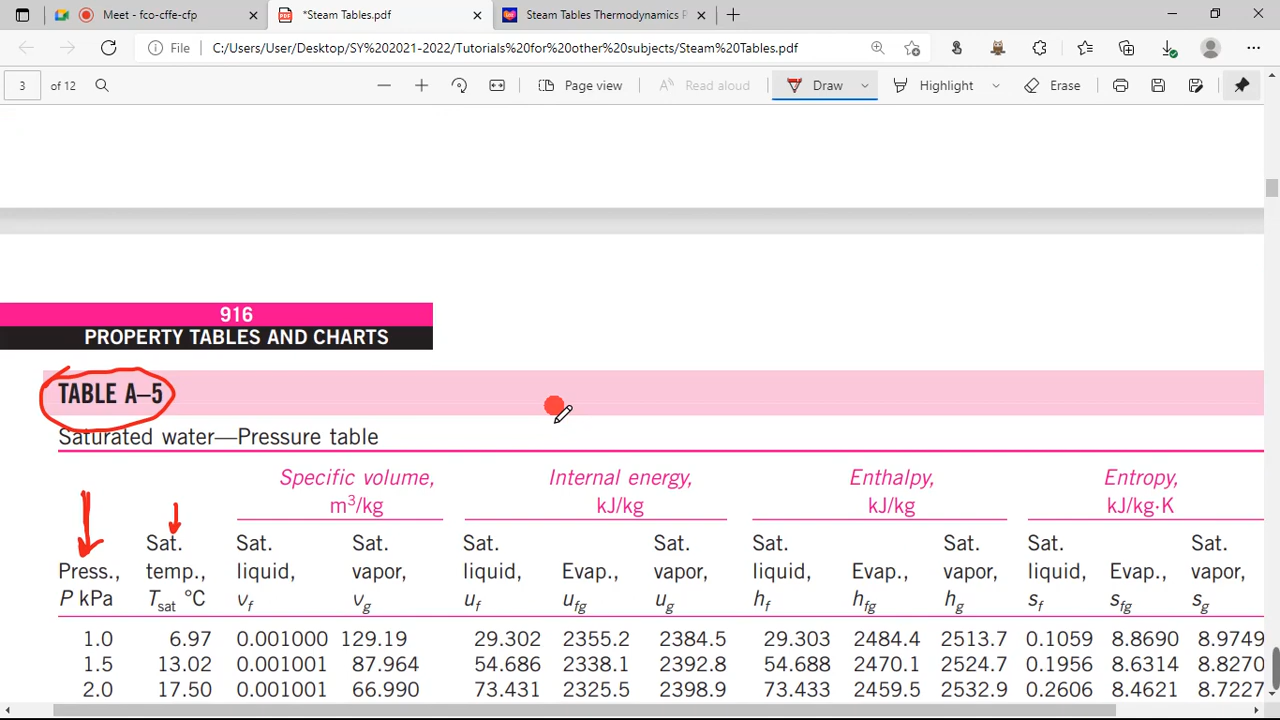 Meet - fco-cffe-cfp
*Steam Tables.pdf
Steam Tables Thermodynamics P
File
C:/Users/User/Desktop/SY%202021-2022/Tutorials%20for%20other%20subjects/Steam%20Tables.pdf
3 of 12
Page view
Read aloud
Draw
Highlight
Erase
916
PROPERTY TABLES AND CHARTS
TABLE A–5
Saturated water—Pressure table
Specific volume, Internal energy, Enthalpy, Entropy,
m³/kg kJ/kg kJ/kg kJ/kg·K
Sat. Sat. Sat. Sat. Sat. Sat. Sat. Sat. Sat.
Press., temp., liquid, vapor, liquid, Evap., vapor, liquid, Evap., vapor, liquid, Evap., vapor,
P kPa Tsat °C vf vg uf ufg ug hf hfg hg sf sfg sg
1.0 6.97 0.001000 129.19 29.302 2355.2 2384.5 29.303 2484.4 2513.7 0.1059 8.8690 8.9749
1.5 13.02 0.001001 87.964 54.686 2338.1 2392.8 54.688 2470.1 2524.7 0.1956 8.6314 8.8270
2.0 17.50 0.001001 66.990 73.431 2325.5 2398.9 73.433 2459.5 2532.9 0.2606 8.4621 8.7227